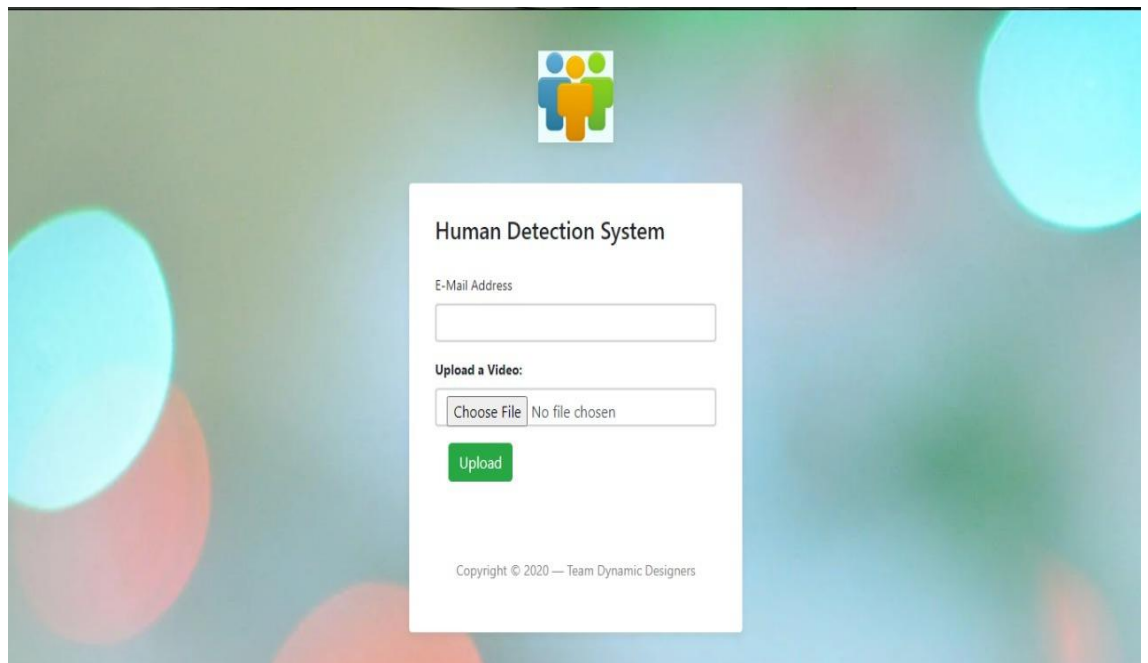 Human Detection System
E-Mail Address
Upload a Video:
Choose File No file chosen
Upload
Copyright © 2020 — Team Dynamic Designers